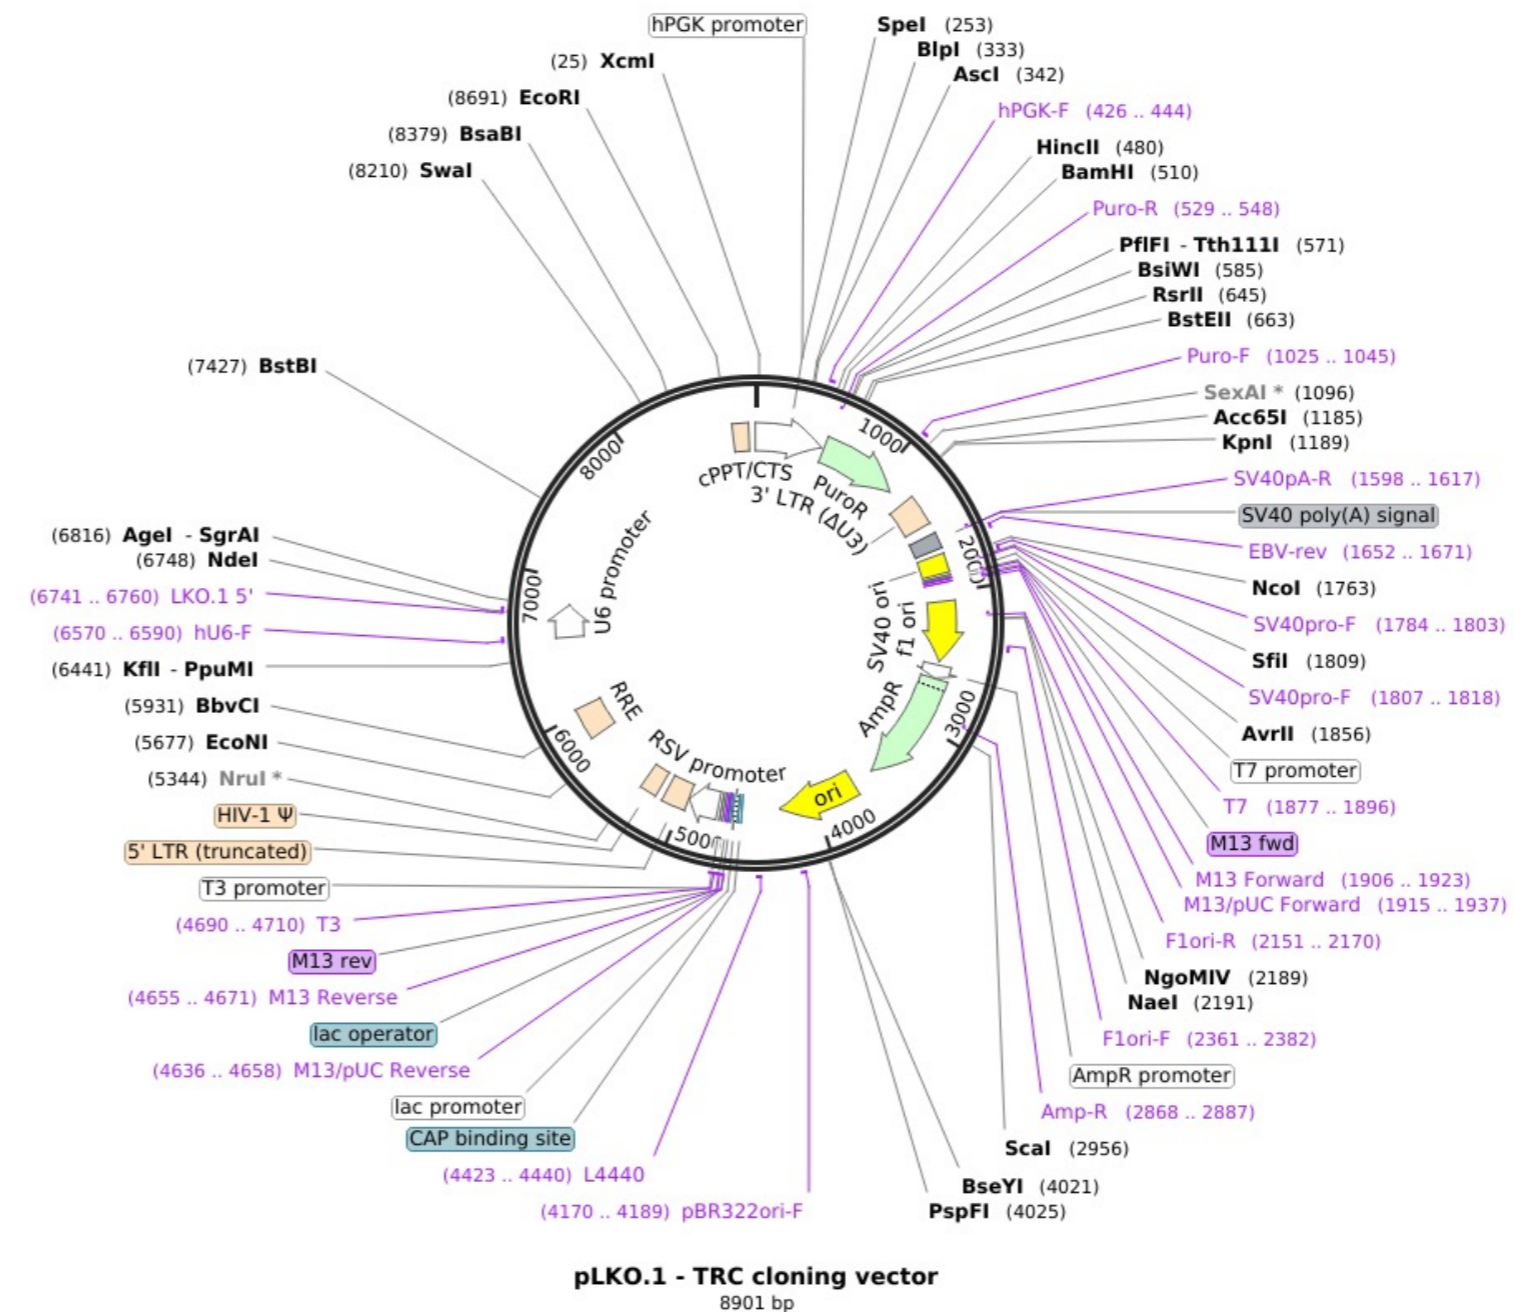 hPGK promoter
SpeI (253)
BlpI (333)
AscI (342)
hPGK-F (426 .. 444)
HincII (480)
BamHI (510)
Puro-R (529 .. 548)
PflFI - Tth111I (571)
BsiWI (585)
RsrII (645)
BstEII (663)
Puro-F (1025 .. 1045)
SexAI * (1096)
Acc65I (1185)
KpnI (1189)
SV40pA-R (1598 .. 1617)
SV40 poly(A) signal
EBV-rev (1652 .. 1671)
NcoI (1763)
SV40pro-F (1784 .. 1803)
SfiI (1809)
SV40pro-F (1807 .. 1818)
AvrII (1856)
T7 promoter
T7 (1877 .. 1896)
M13 fwd
M13 Forward (1906 .. 1923)
M13/pUC Forward (1915 .. 1937)
F1ori-R (2151 .. 2170)
NgoMIV (2189)
NaeI (2191)
F1ori-F (2361 .. 2382)
AmpR promoter
Amp-R (2868 .. 2887)
ScaI (2956)
BseYI (4021)
PspFI (4025)
(4170 .. 4189) pBR322ori-F
(4423 .. 4440) L4440
CAP binding site
lac promoter
(4636 .. 4658) M13/pUC Reverse
lac operator
(4655 .. 4671) M13 Reverse
M13 rev
(4690 .. 4710) T3
T3 promoter
5' LTR (truncated)
HIV-1 Ψ
(5344) NruI *
(5677) EcoNI
(5931) BbvCI
(6441) KflI - PpuMI
(6570 .. 6590) hU6-F
(6741 .. 6760) LKO.1 5'
(6748) NdeI
(6816) AgeI - SgrAI
(7427) BstBI
(8210) SwaI
(8379) BsaBI
(8691) EcoRI
(25) XcmI
1000
2000
3000
4000
5000
6000
7000
8000
cPPT/CTS
PuroR
3' LTR (ΔU3)
SV40 ori
f1 ori
AmpR
ori
RSV promoter
RRE
U6 promoter
pLKO.1 - TRC cloning vector
8901 bp